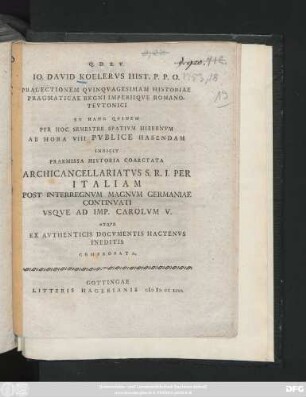 Q. D. B. V.
IO. DAVID KOELERVS HIST. P. P. O.
PRAELECTIONEM QVINQVAGESIMAM HISTORIAE
PRAGMATICAE REGNI IMPERIIQVE ROMANO-
TEVTONICI
ET HANC QVIDEM
PER HOC SEMESTRE SPATIVM HIBERNVM
AB HORA VIII PVBLICE HABENDAM
INDICIT
PRAEMISSA HISTORIA COARCTATA
ARCHICANCELLARIATVS S. R. I. PER
ITALIAM
POST INTERREGNVM MAGNVM GERMANIAE
CONTINVATI
VSQVE AD IMP. CAROLVM V.
ATQVE
EX AVTHENTICIS DOCVMENTIS HACTENVS
INEDITIS
GOTTINGAE
LITTERIS HAGERIANIS
13